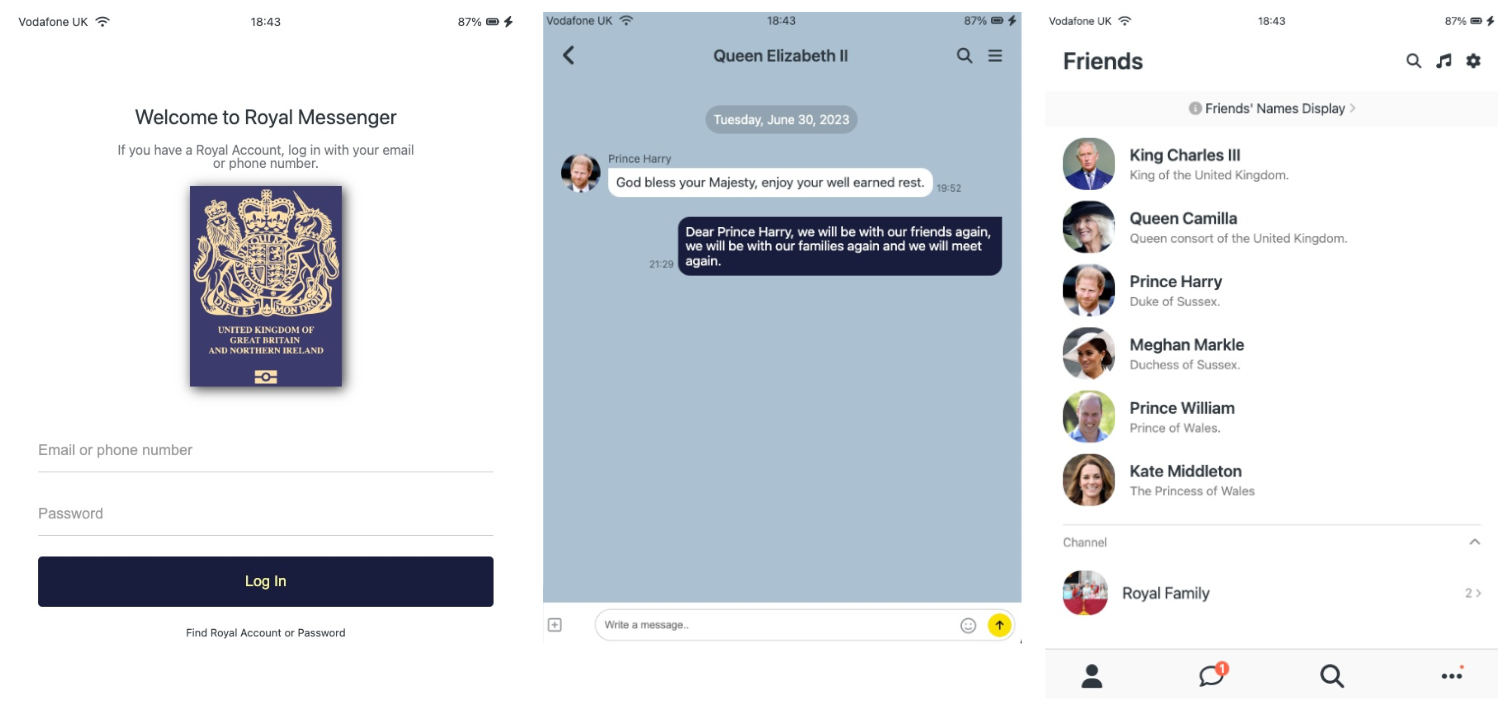 Vodafone UK
18:43
87%
Welcome to Royal Messenger
If you have a Royal Account, log in with your email
or phone number.
DIEU ET MON DROIT
UNITED KINGDOM OF
GREAT BRITAIN
AND NORTHERN IRELAND
Email or phone number
Password
Log In
Find Royal Account or Password
Vodafone UK
18:43
87%
Queen Elizabeth II
Tuesday, June 30, 2023
Prince Harry
God bless your Majesty, enjoy your well earned rest.
19:52
Dear Prince Harry, we will be with our friends again,
we will be with our families again and we will meet
again.
21:29
Write a message..
Vodafone UK
18:43
87%
Friends
Friends' Names Display
King Charles III
King of the United Kingdom.
Queen Camilla
Queen consort of the United Kingdom.
Prince Harry
Duke of Sussex.
Meghan Markle
Duchess of Sussex.
Prince William
Prince of Wales.
Kate Middleton
The Princess of Wales
Channel
Royal Family
2
1